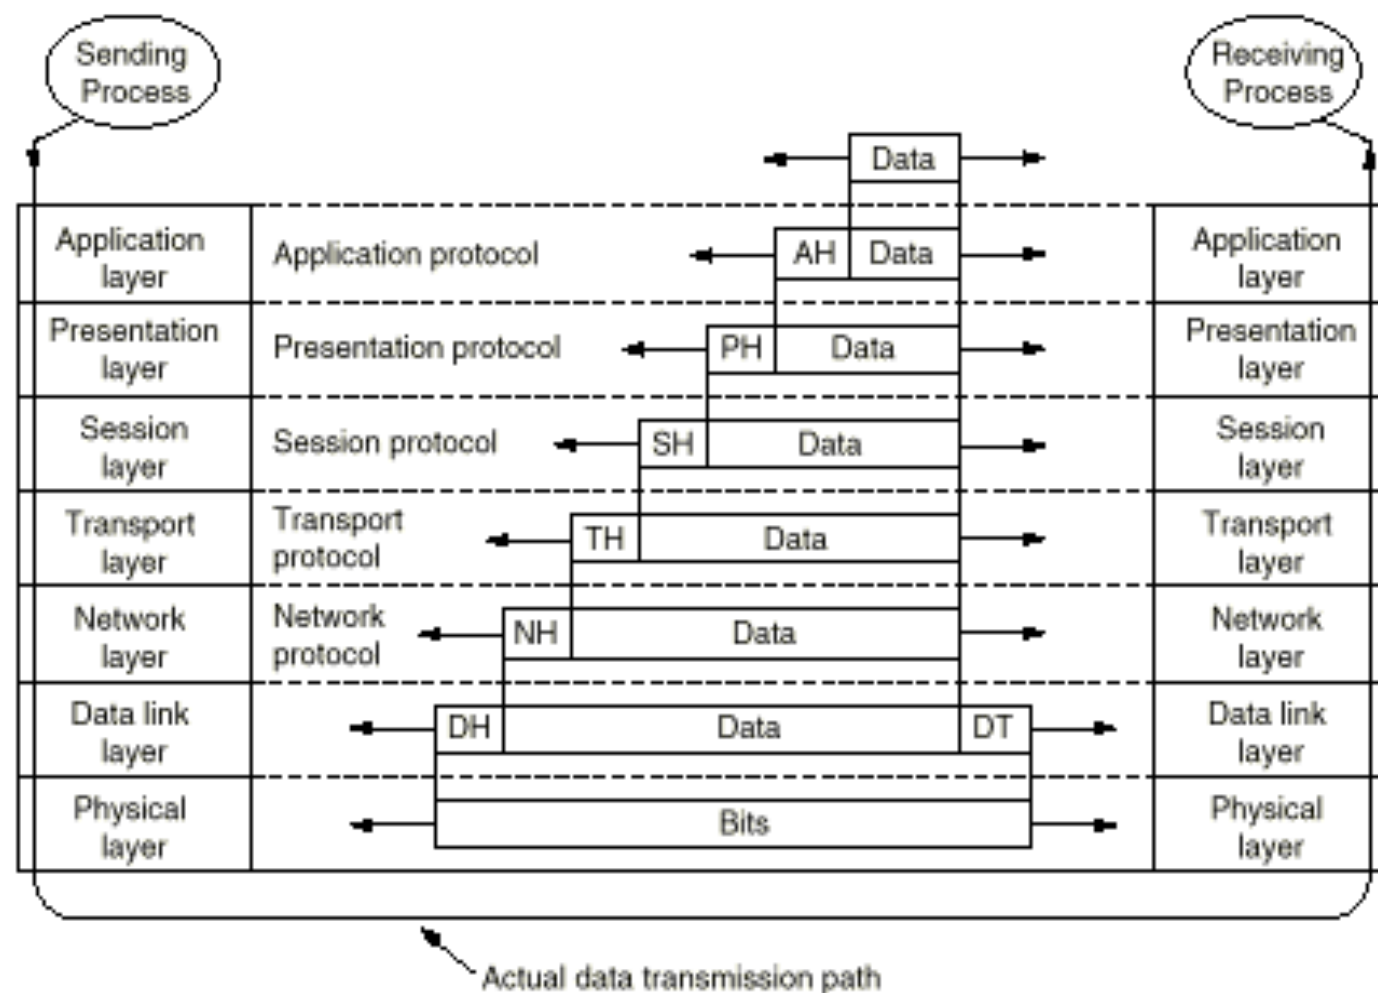 Sending
Process
Receiving
Process
Data
Application
layer
Application protocol
AH
Data
Application
layer
Presentation
layer
Presentation protocol
PH
Data
Presentation
layer
Session
layer
Session protocol
SH
Data
Session
layer
Transport
layer
Transport
protocol
TH
Data
Transport
layer
Network
layer
Network
protocol
NH
Data
Network
layer
Data link
layer
DH
Data
DT
Data link
layer
Physical
layer
Bits
Physical
layer
Actual data transmission path